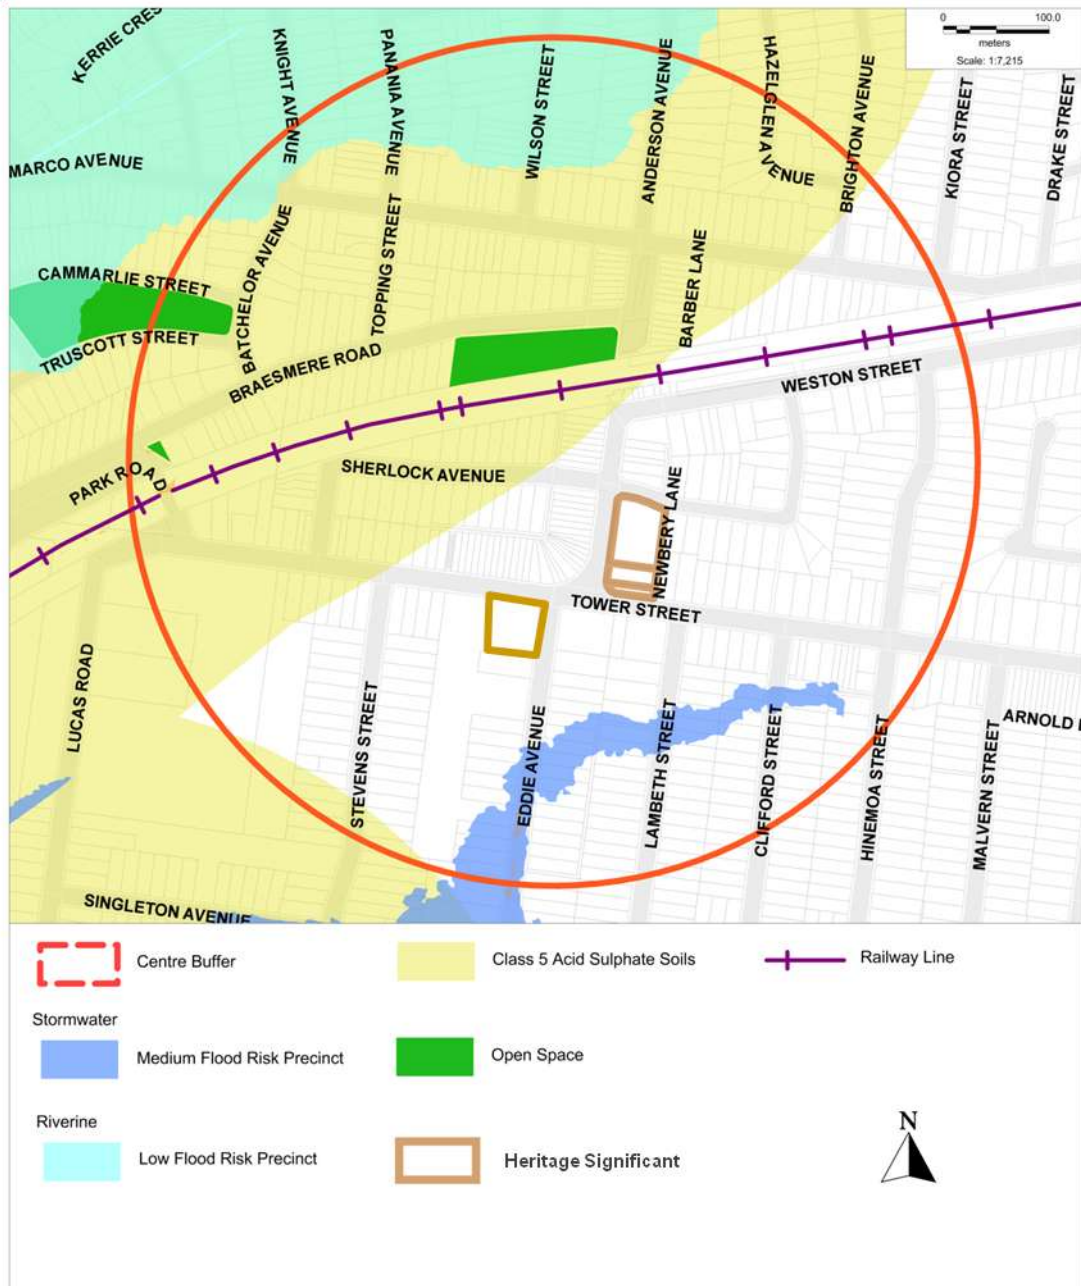 0 100.0
meters
Scale: 1:7,215
KERRIE CRES
KNIGHT AVENUE
PANANIA AVENUE
WILSON STREET
ANDERSON AVENUE
HAZELGLEN AVENUE
BRIGHTON AVENUE
KIORA STREET
DRAKE STREET
MARCO AVENUE
CAMMARLIE STREET
BATCHELOR AVENUE
TOPPING STREET
BARBER LANE
TRUSCOTT STREET
BRAESMERE ROAD
WESTON STREET
PARK ROAD
SHERLOCK AVENUE
NEWBERY LANE
TOWER STREET
LUCAS ROAD
STEVENS STREET
EDDIE AVENUE
LAMBETH STREET
CLIFFORD STREET
HINEMOA STREET
MALVERN STREET
ARNOLD
SINGLETON AVENUE
Centre Buffer
Class 5 Acid Sulphate Soils
Railway Line
Stormwater
Medium Flood Risk Precinct
Open Space
Riverine
Low Flood Risk Precinct
Heritage Significant
N